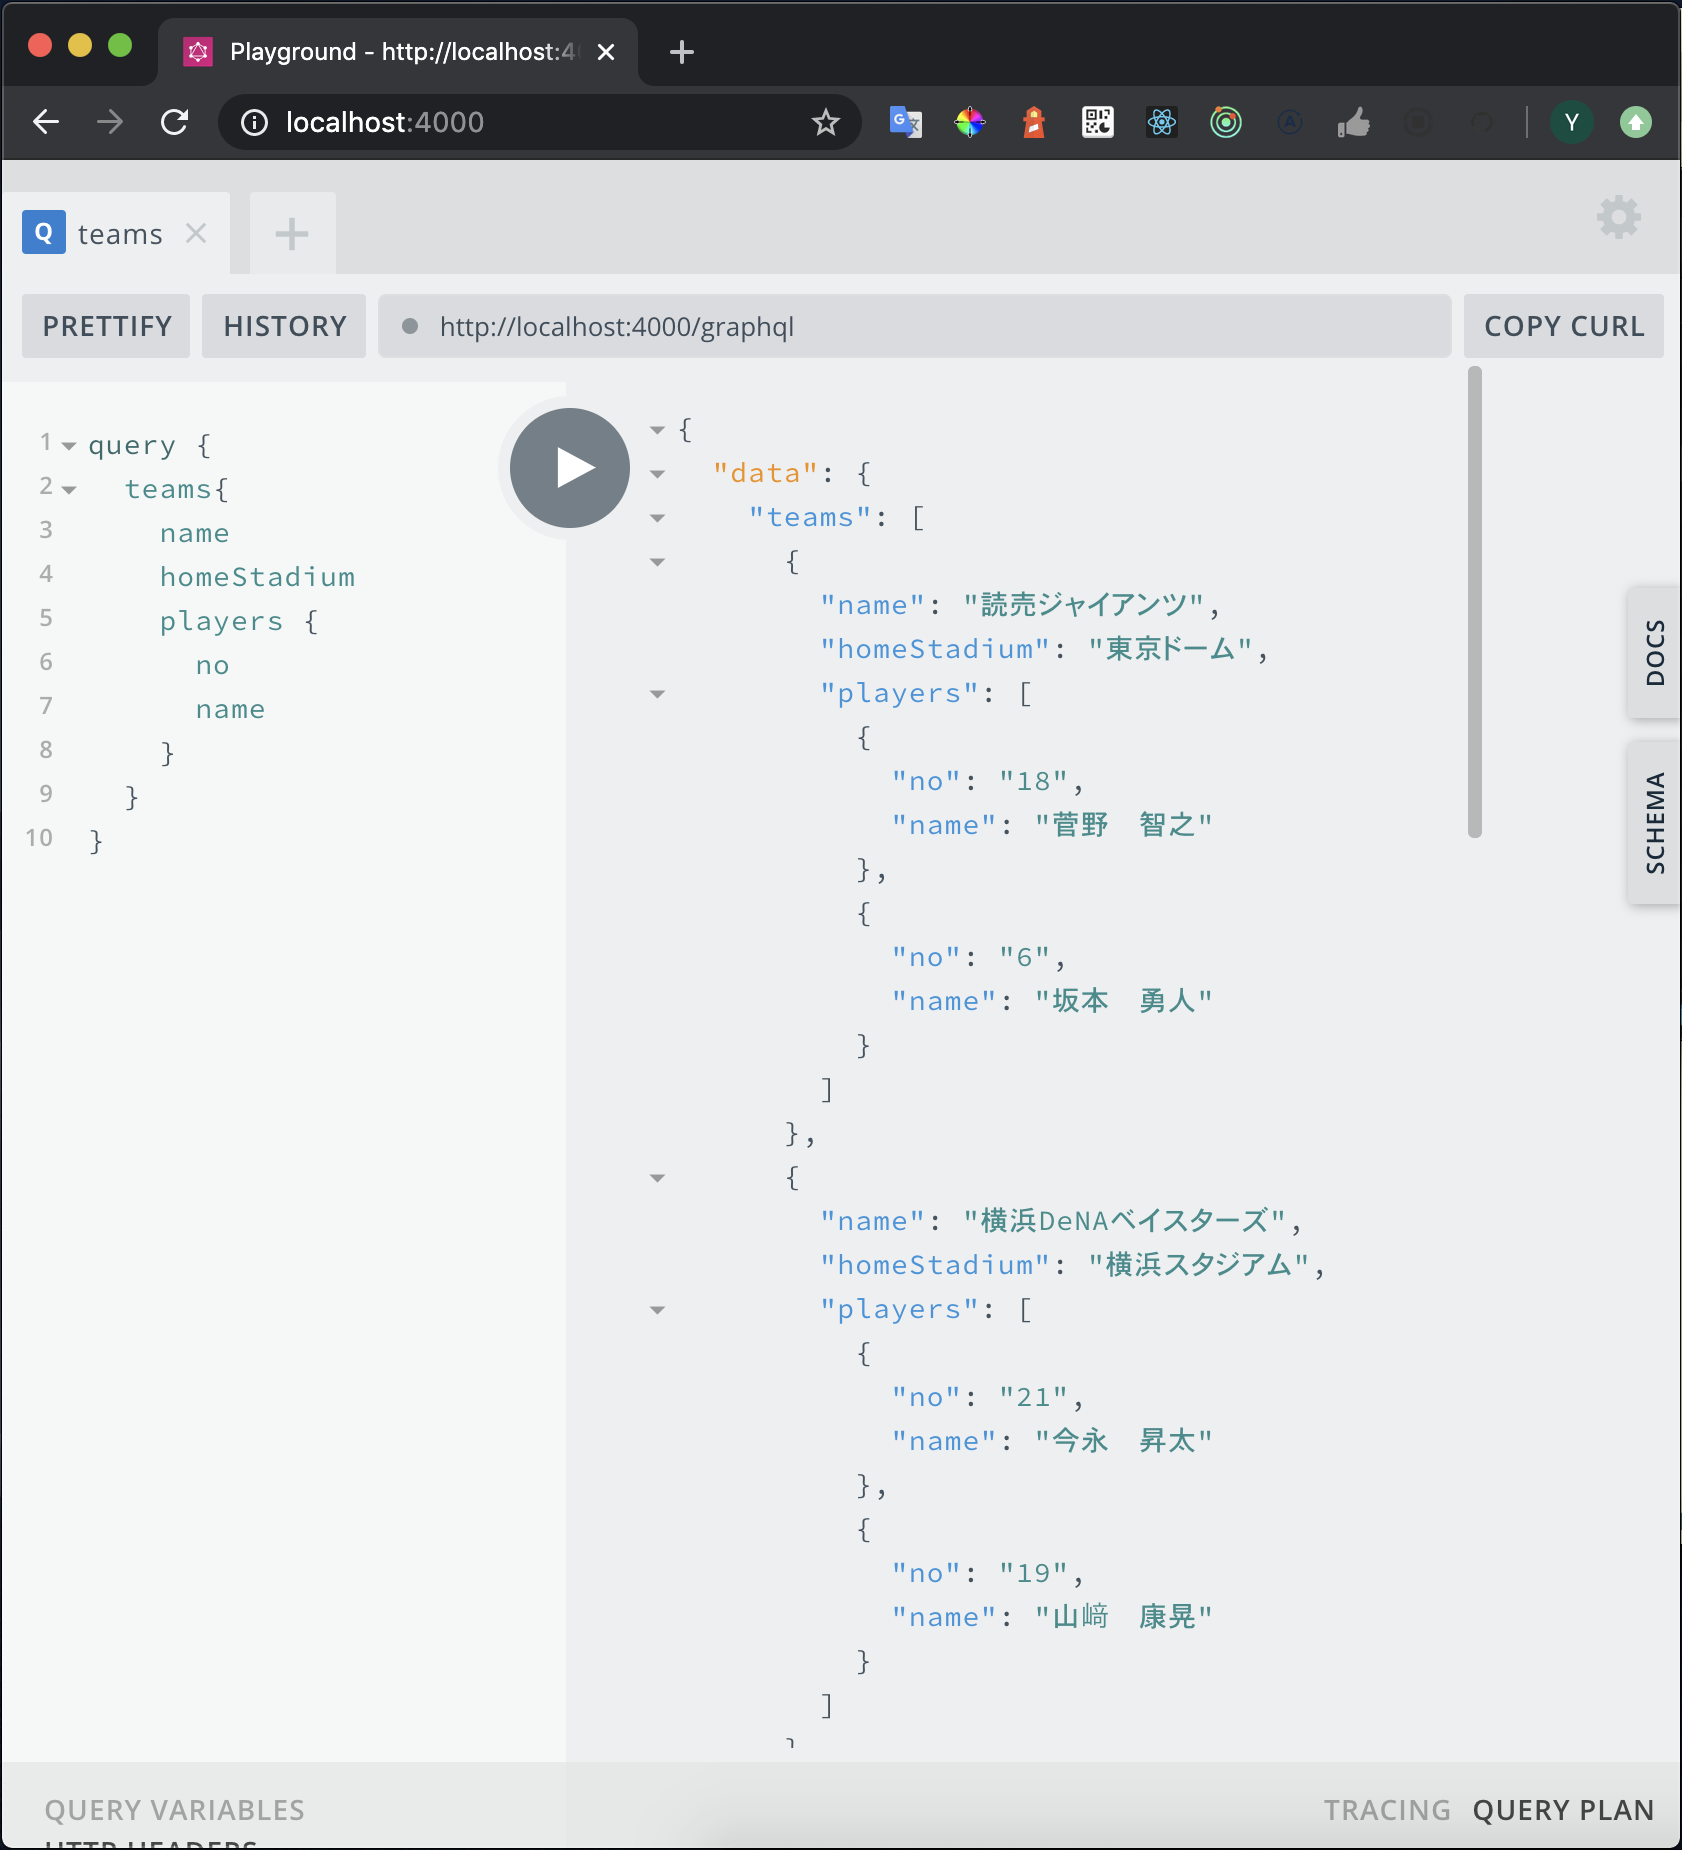 Playground - http://localhost:4
localhost:4000
Y
Q teams
PRETTIFY HISTORY http://localhost:4000/graphql COPY CURL
1 query {
2 teams{
3 name
4 homeStadium
5 players {
6 no
7 name
8 }
9 }
10 }
{
"data": {
"teams": [
{
"name": "読売ジャイアンツ",
"homeStadium": "東京ドーム",
"players": [
{
"no": "18",
"name": "菅野　智之"
},
{
"no": "6",
"name": "坂本　勇人"
}
]
},
{
"name": "横浜DeNAベイスターズ",
"homeStadium": "横浜スタジアム",
"players": [
{
"no": "21",
"name": "今永　昇太"
},
{
"no": "19",
"name": "山﨑　康晃"
}
]
}
DOCS
SCHEMA
QUERY VARIABLES
HTTP HEADERS
TRACING QUERY PLAN